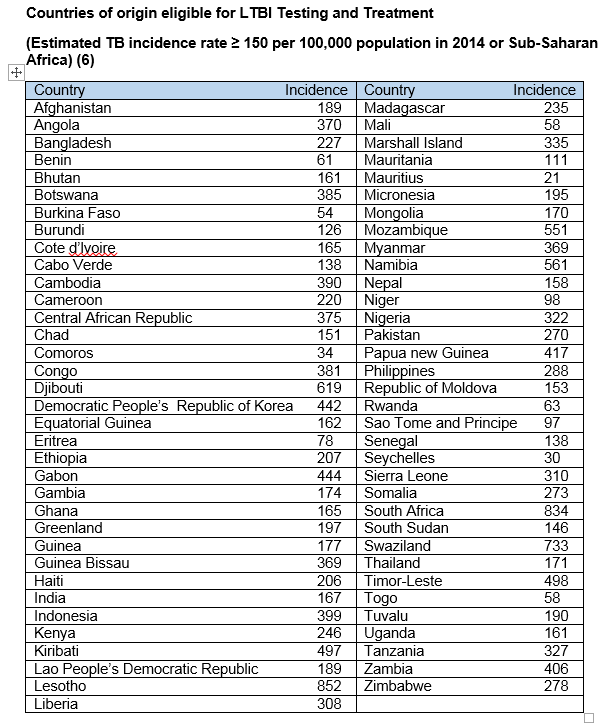 Countries of origin eligible for LTBI Testing and Treatment
(Estimated TB incidence rate ≥ 150 per 100,000 population in 2014 or Sub-Saharan
Africa) (6)
Country Incidence Country Incidence
Afghanistan 189 Madagascar 235
Angola 370 Mali 58
Bangladesh 227 Marshall Island 335
Benin 61 Mauritania 111
Bhutan 161 Mauritius 21
Botswana 385 Micronesia 195
Burkina Faso 54 Mongolia 170
Burundi 126 Mozambique 551
Cote d'Ivoire 165 Myanmar 369
Cabo Verde 138 Namibia 561
Cambodia 390 Nepal 158
Cameroon 220 Niger 98
Central African Republic 375 Nigeria 322
Chad 151 Pakistan 270
Comoros 34 Papua new Guinea 417
Congo 381 Philippines 288
Djibouti 619 Republic of Moldova 153
Democratic People's Republic of Korea 442 Rwanda 63
Equatorial Guinea 162 Sao Tome and Principe 97
Eritrea 78 Senegal 138
Ethiopia 207 Seychelles 30
Gabon 444 Sierra Leone 310
Gambia 174 Somalia 273
Ghana 165 South Africa 834
Greenland 197 South Sudan 146
Guinea 177 Swaziland 733
Guinea Bissau 369 Thailand 171
Haiti 206 Timor-Leste 498
India 167 Togo 58
Indonesia 399 Tuvalu 190
Kenya 246 Uganda 161
Kiribati 497 Tanzania 327
Lao People's Democratic Republic 189 Zambia 406
Lesotho 852 Zimbabwe 278
Liberia 308